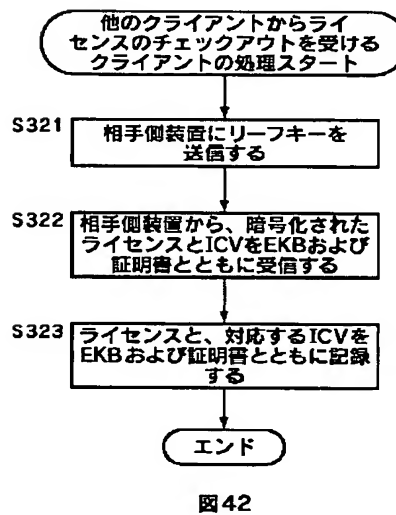 他のクライアントからライ
センスのチェックアウトを受ける
クライアントの処理スタート
S321
相手側装置にリーフキーを
送信する
S322
相手側装置から、暗号化された
ライセンスとICVをEKBおよび
証明書とともに受信する
S323
ライセンスと、対応するICVを
EKBおよび証明書とともに記録
する
エンド
図42